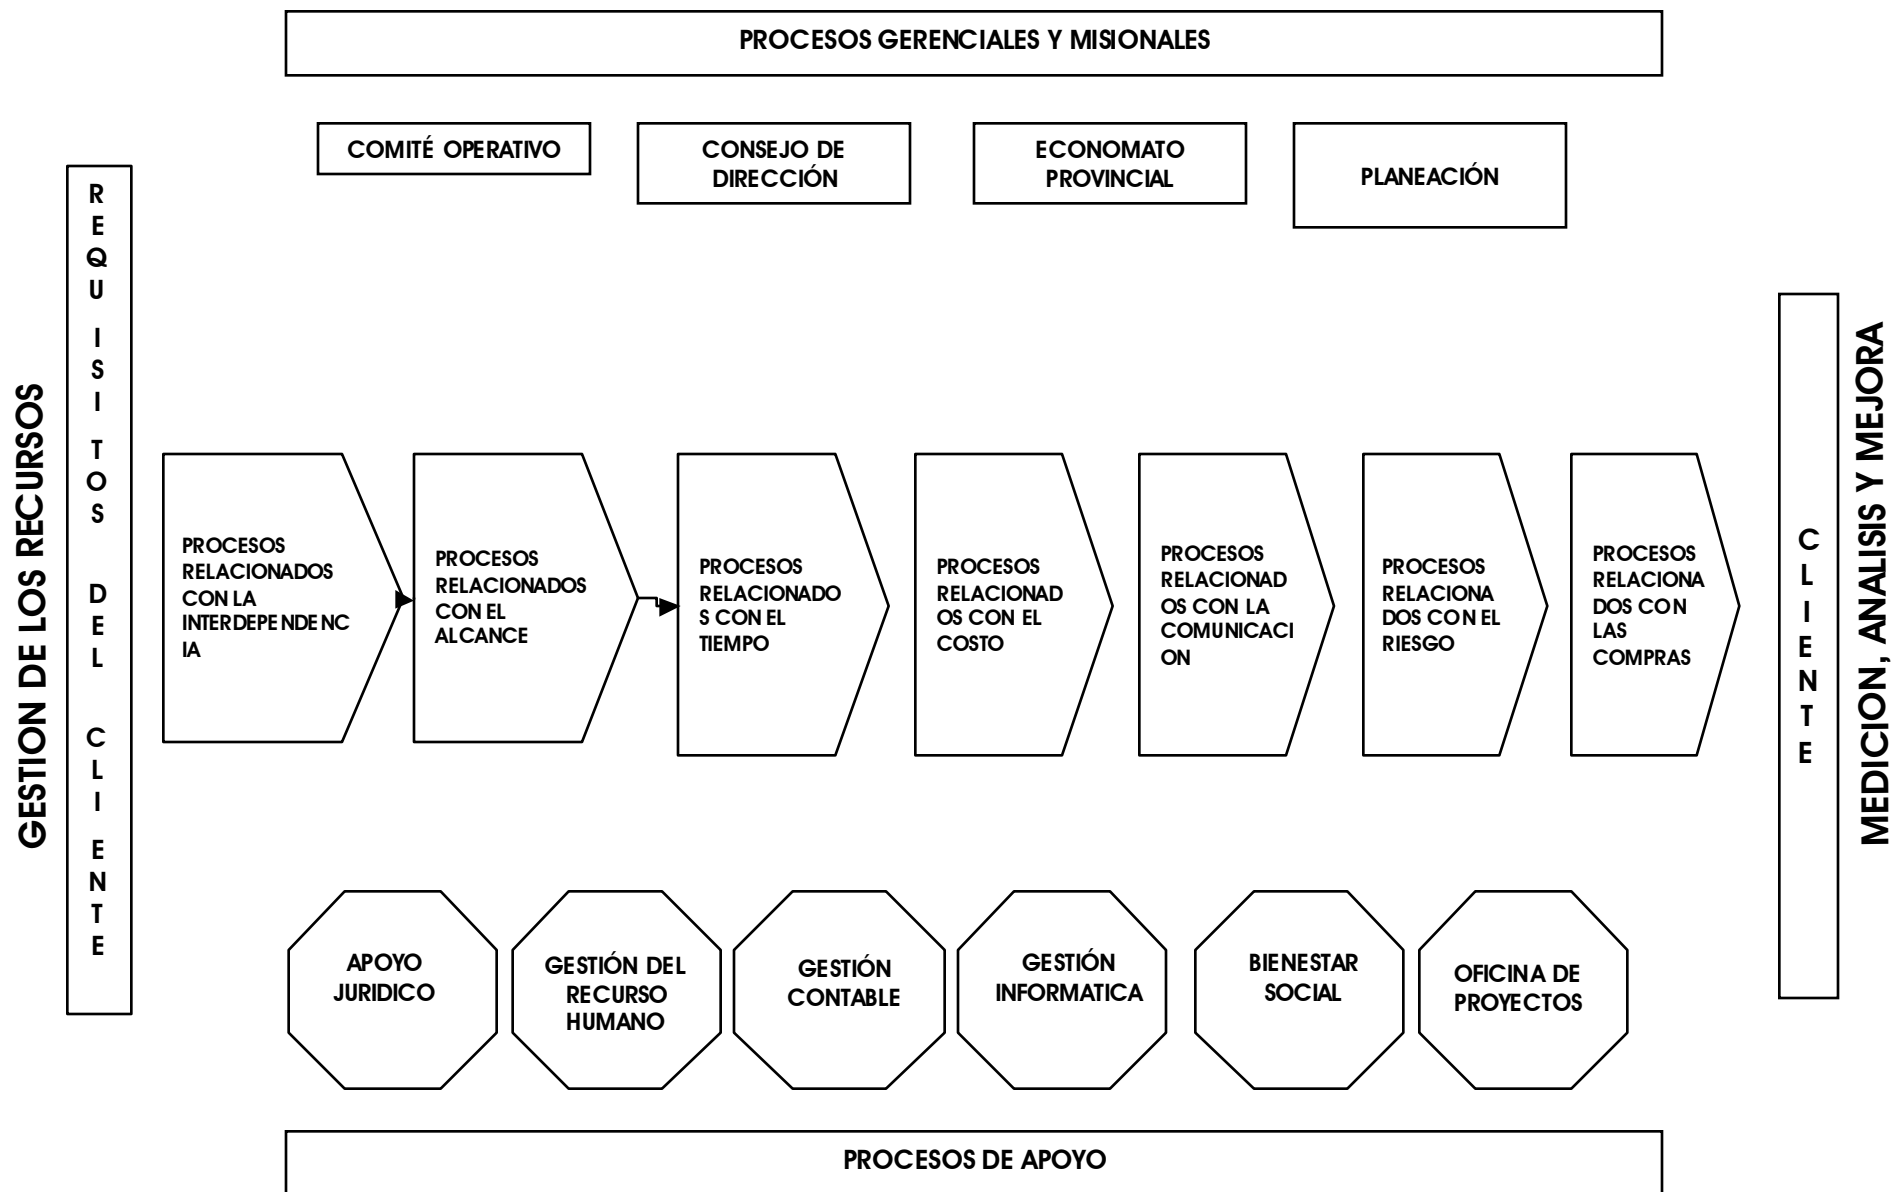 PROCESOS GERENCIALES Y MISIONALES
COMITÉ OPERATIVO
CONSEJO DE
DIRECCIÓN
ECONOMATO
PROVINCIAL
PLANEACIÓN
GESTION DE LOS RECURSOS
REQUISITOS DEL CLIENTE
PROCESOS
RELACIONADOS
CON LA
INTERDEPENDENC
IA
PROCESOS
RELACIONADOS
CON EL
ALCANCE
PROCESOS
RELACIONADO
S CON EL
TIEMPO
PROCESOS
RELACIONAD
OS CON EL
COSTO
PROCESOS
RELACIONAD
OS CON LA
COMUNICACI
ON
PROCESOS
RELACIONA
DOS CON EL
RIESGO
PROCESOS
RELACIONA
DOS CON
LAS
COMPRAS
CLIENTE
MEDICION, ANALISIS Y MEJORA
APOYO
JURIDICO
GESTIÓN DEL
RECURSO
HUMANO
GESTIÓN
CONTABLE
GESTIÓN
INFORMATICA
BIENESTAR
SOCIAL
OFICINA DE
PROYECTOS
PROCESOS DE APOYO